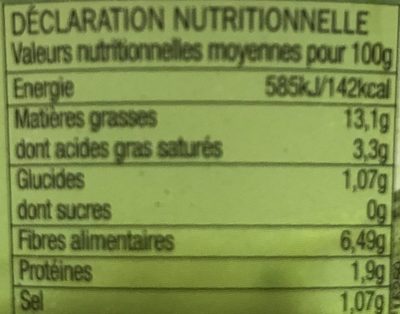 DÉCLARATION NUTRITIONNELLE
Valeurs nutritionnelles moyennes pour 100g
Energie 585kJ/142kcal
Matières grasses 13,1g
dont acides gras saturés 3,3g
Glucides 1,07g
dont sucres 0g
Fibres alimentaires 6,49g
Protéines 1,9g
Sel 1,07g